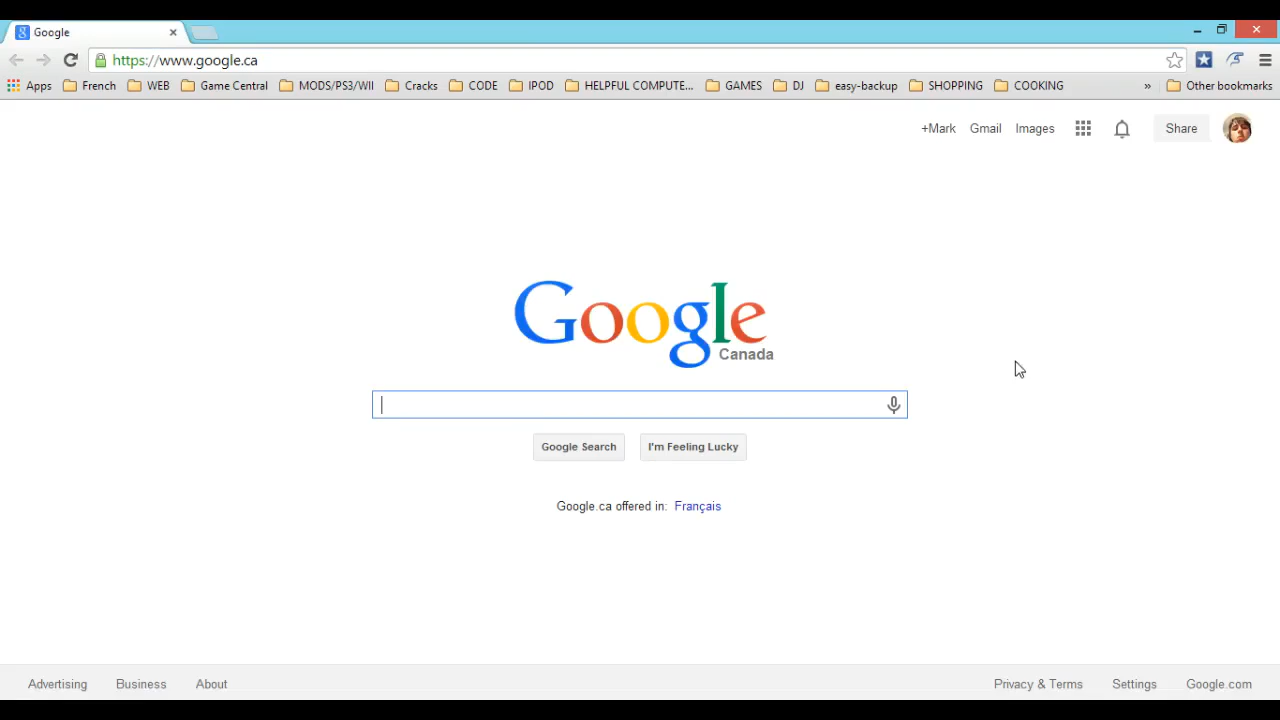 Google
https://www.google.ca
Apps French WEB Game Central MODS/PS3/WII Cracks CODE IPOD HELPFUL COMPUTE... GAMES DJ easy-backup SHOPPING COOKING » Other bookmarks
+Mark Gmail Images Share
Google
Canada
Google Search I'm Feeling Lucky
Google.ca offered in: Français
Advertising Business About Privacy & Terms Settings Google.com